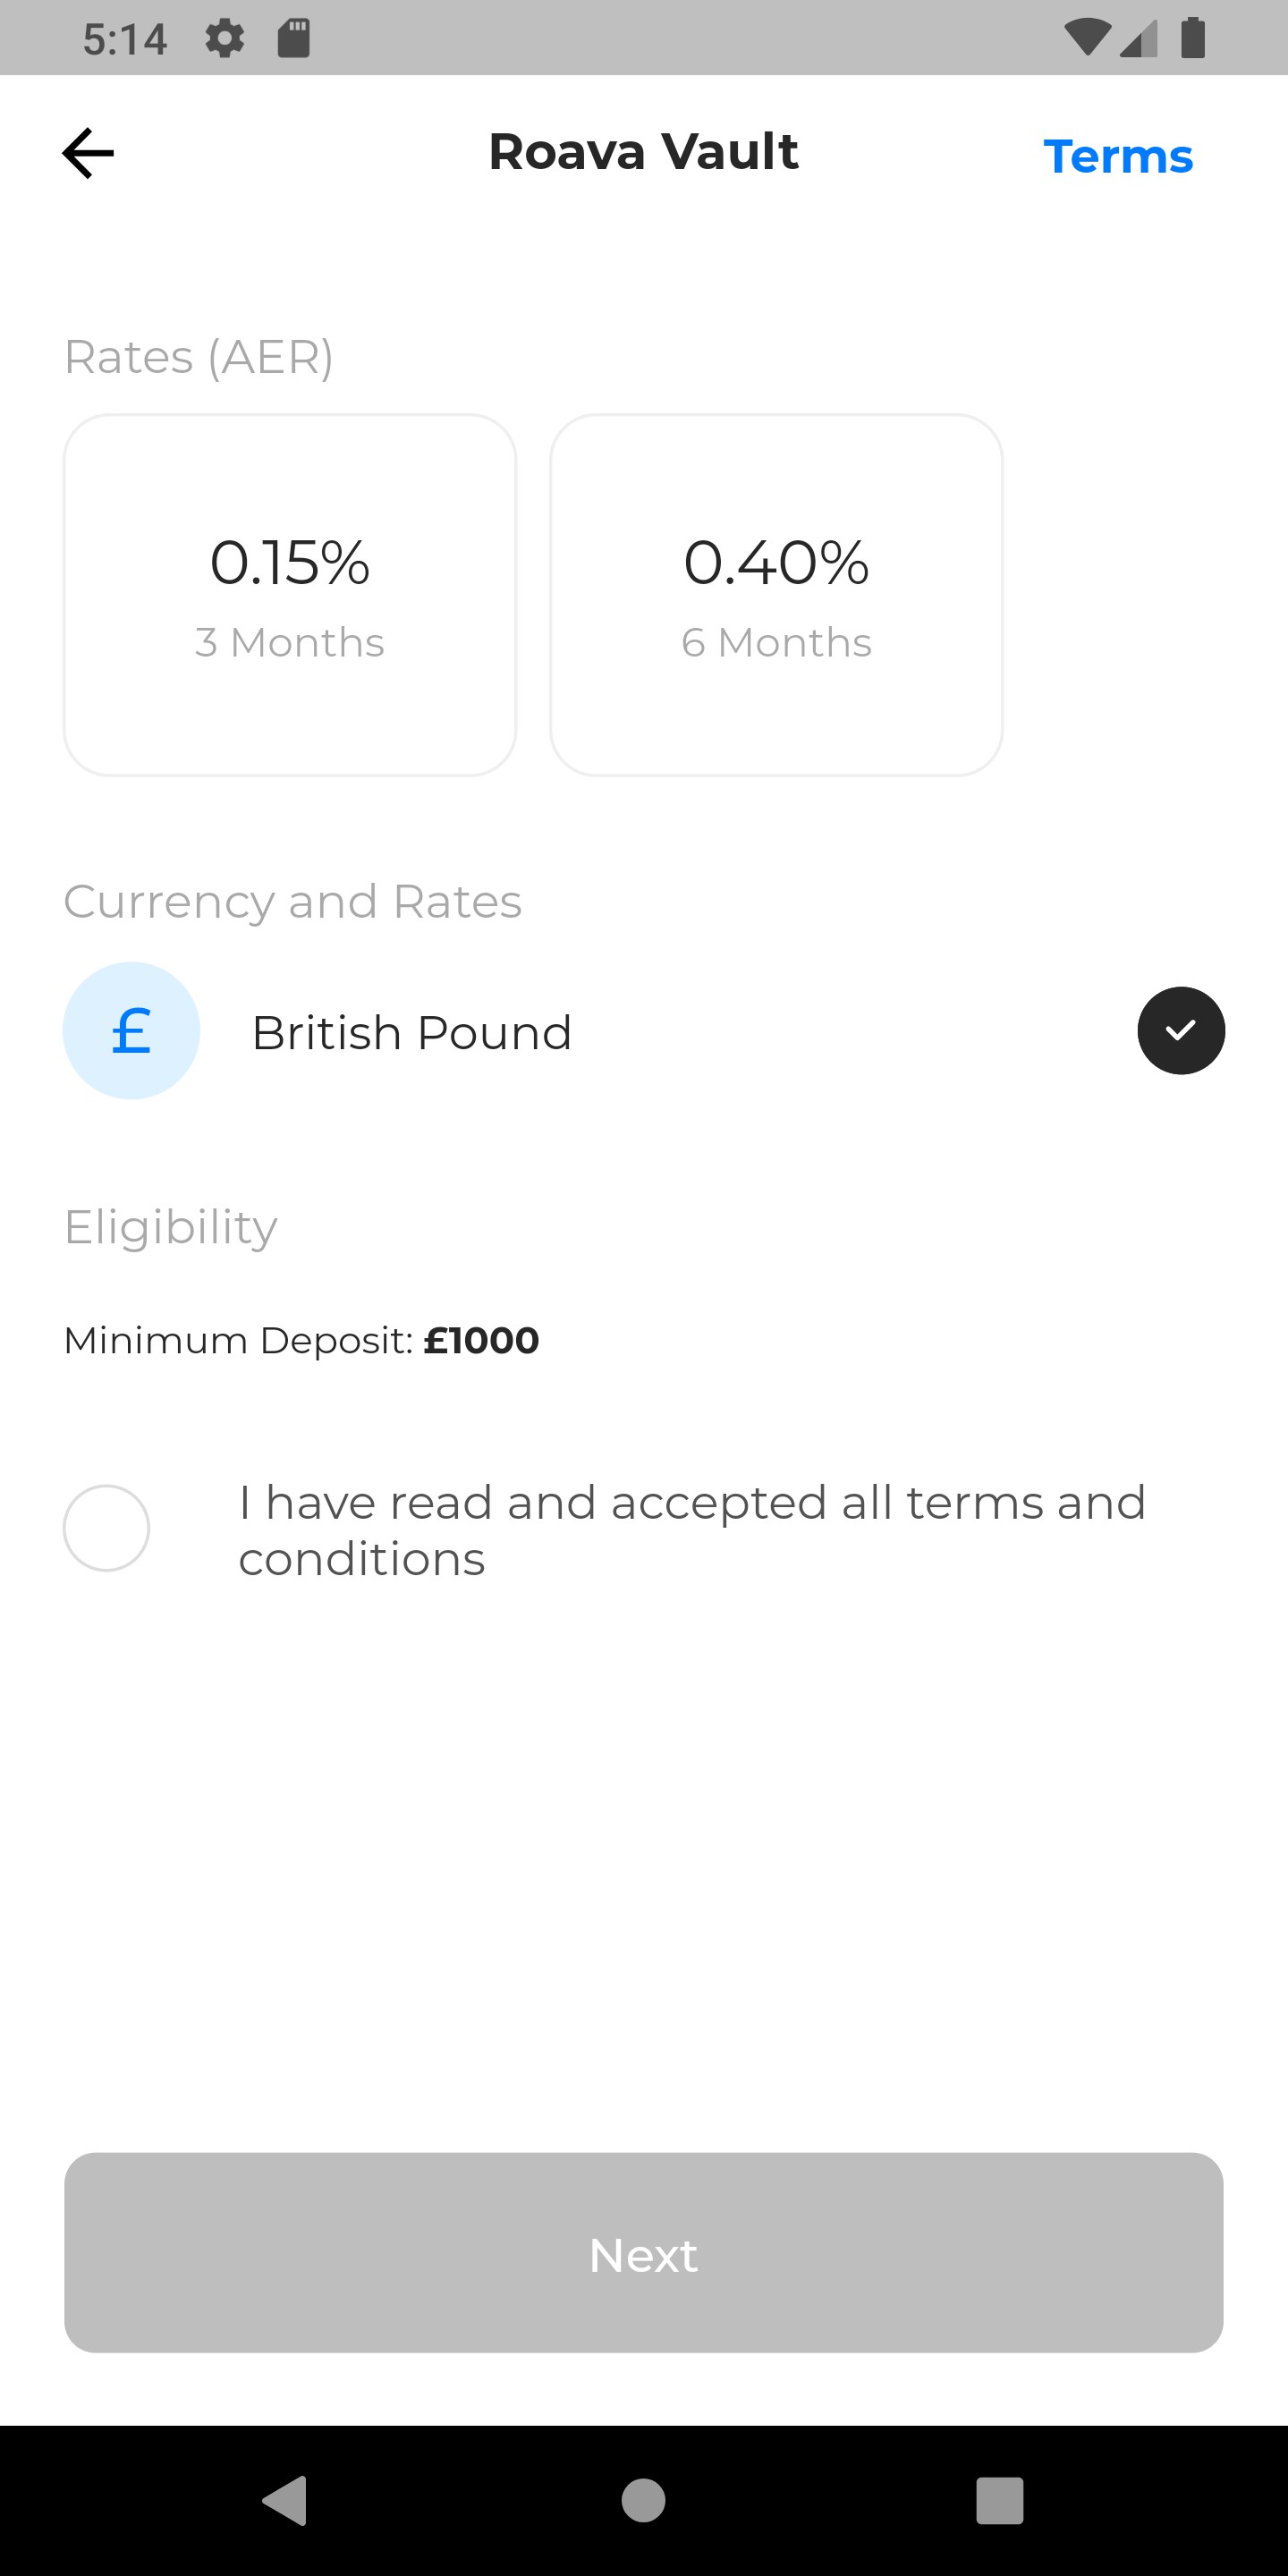 5:14
Roava Vault
Terms
Rates (AER)
0.15%
3 Months
0.40%
6 Months
Currency and Rates
£
British Pound
Eligibility
Minimum Deposit: £1000
I have read and accepted all terms and
conditions
Next